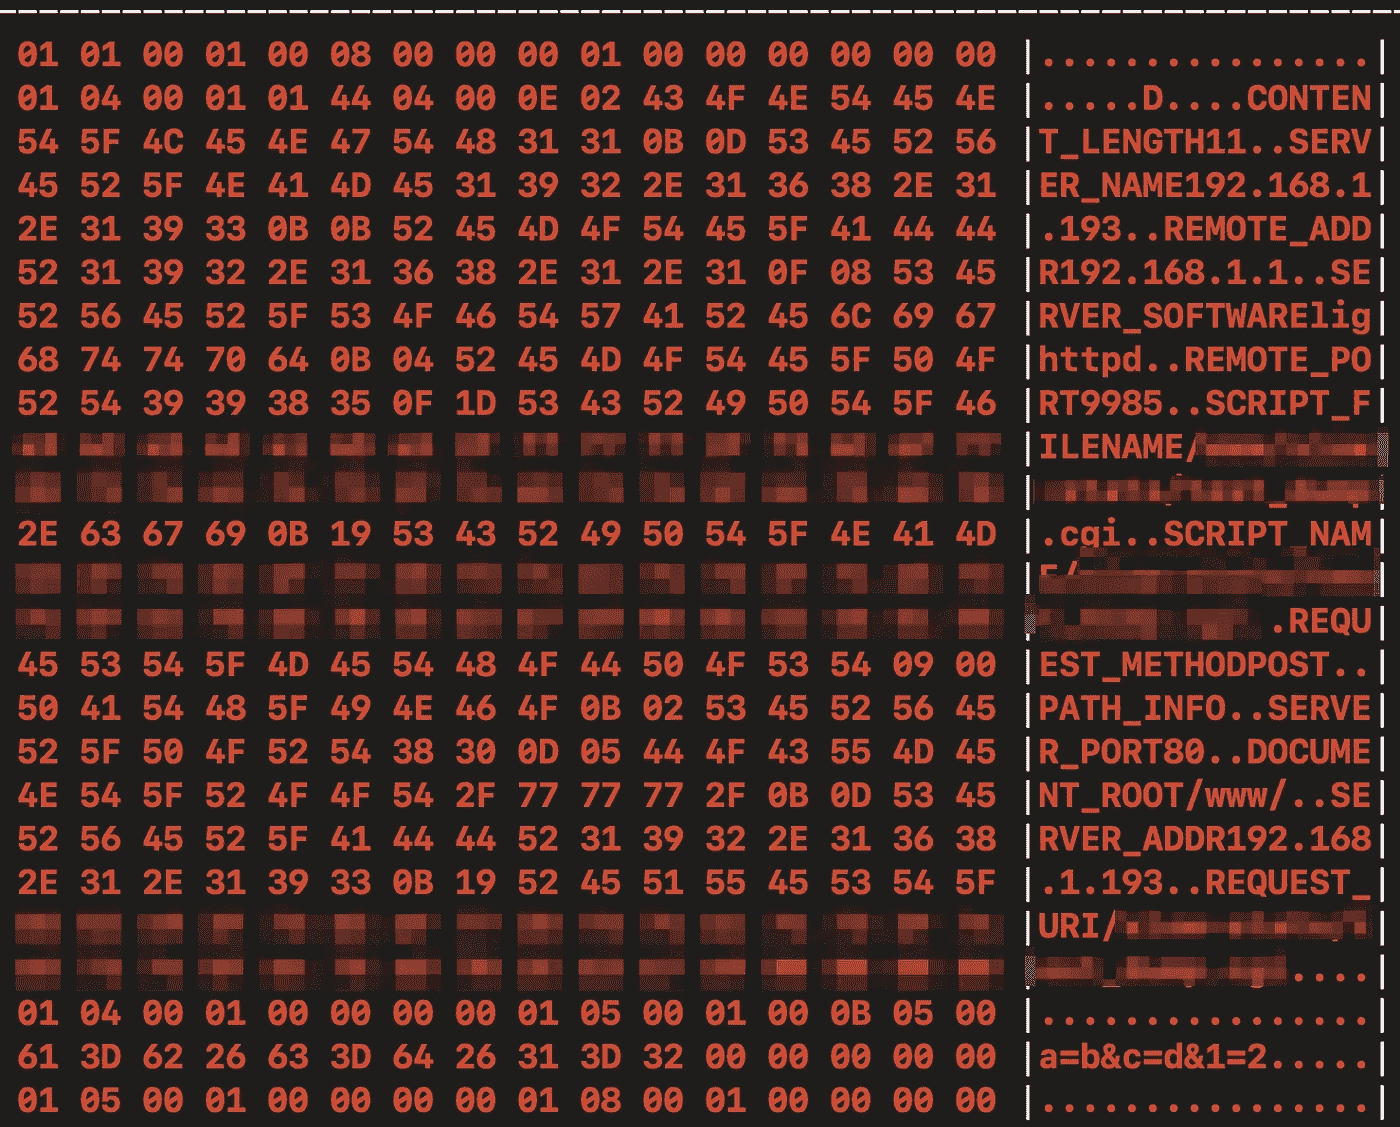 01 01 00 01 00 08 00 00 00 01 00 00 00 00 00 00 |................|
01 04 00 01 01 44 04 00 0E 02 43 4F 4E 54 45 4E |.....D....CONTEN|
54 5F 4C 45 4E 47 54 48 31 31 0B 0D 53 45 52 56 |T_LENGTH11..SERV|
45 52 5F 4E 41 4D 45 31 39 32 2E 31 36 38 2E 31 |ER_NAME192.168.1|
2E 31 39 33 0B 0B 52 45 4D 4F 54 45 5F 41 44 44 |.193..REMOTE_ADD|
52 31 39 32 2E 31 36 38 2E 31 2E 31 0F 08 53 45 |R192.168.1.1..SE|
52 56 45 52 5F 53 4F 46 54 57 41 52 45 6C 69 67 |RVER_SOFTWARElig|
68 74 74 70 64 0B 04 52 45 4D 4F 54 45 5F 50 4F |httpd..REMOTE_PO|
52 54 39 39 38 35 0F 1D 53 43 52 49 50 54 5F 46 |RT9985..SCRIPT_F|
|ILENAME/
2E 63 67 69 0B 19 53 43 52 49 50 54 5F 4E 41 4D |.cgi..SCRIPT_NAM|
E/
.REQU|
45 53 54 5F 4D 45 54 48 4F 44 50 4F 53 54 09 00 |EST_METHODPOST..|
50 41 54 48 5F 49 4E 46 4F 0B 02 53 45 52 56 45 |PATH_INFO..SERVE|
52 5F 50 4F 52 54 38 30 0D 05 44 4F 43 55 4D 45 |R_PORT80..DOCUME|
4E 54 5F 52 4F 4F 54 2F 77 77 77 2F 0B 0D 53 45 |NT_ROOT/www/..SE|
52 56 45 52 5F 41 44 44 52 31 39 32 2E 31 36 38 |RVER_ADDR192.168|
2E 31 2E 31 39 33 0B 19 52 45 51 55 45 53 54 5F |.1.193..REQUEST_|
|URI/
....|
01 04 00 01 00 00 00 00 01 05 00 01 00 0B 05 00 |................|
61 3D 62 26 63 3D 64 26 31 3D 32 00 00 00 00 00 |a=b&c=d&1=2.....|
01 05 00 01 00 00 00 00 01 08 00 01 00 00 00 00 |................|